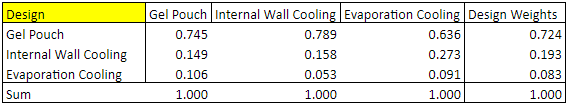 Design Gel Pouch Internal Wall Cooling Evaporation Cooling Design Weights
Gel Pouch 0.745 0.789 0.636 0.724
Internal Wall Cooling 0.149 0.158 0.273 0.193
Evaporation Cooling 0.106 0.053 0.091 0.083
Sum 1.000 1.000 1.000 1.000